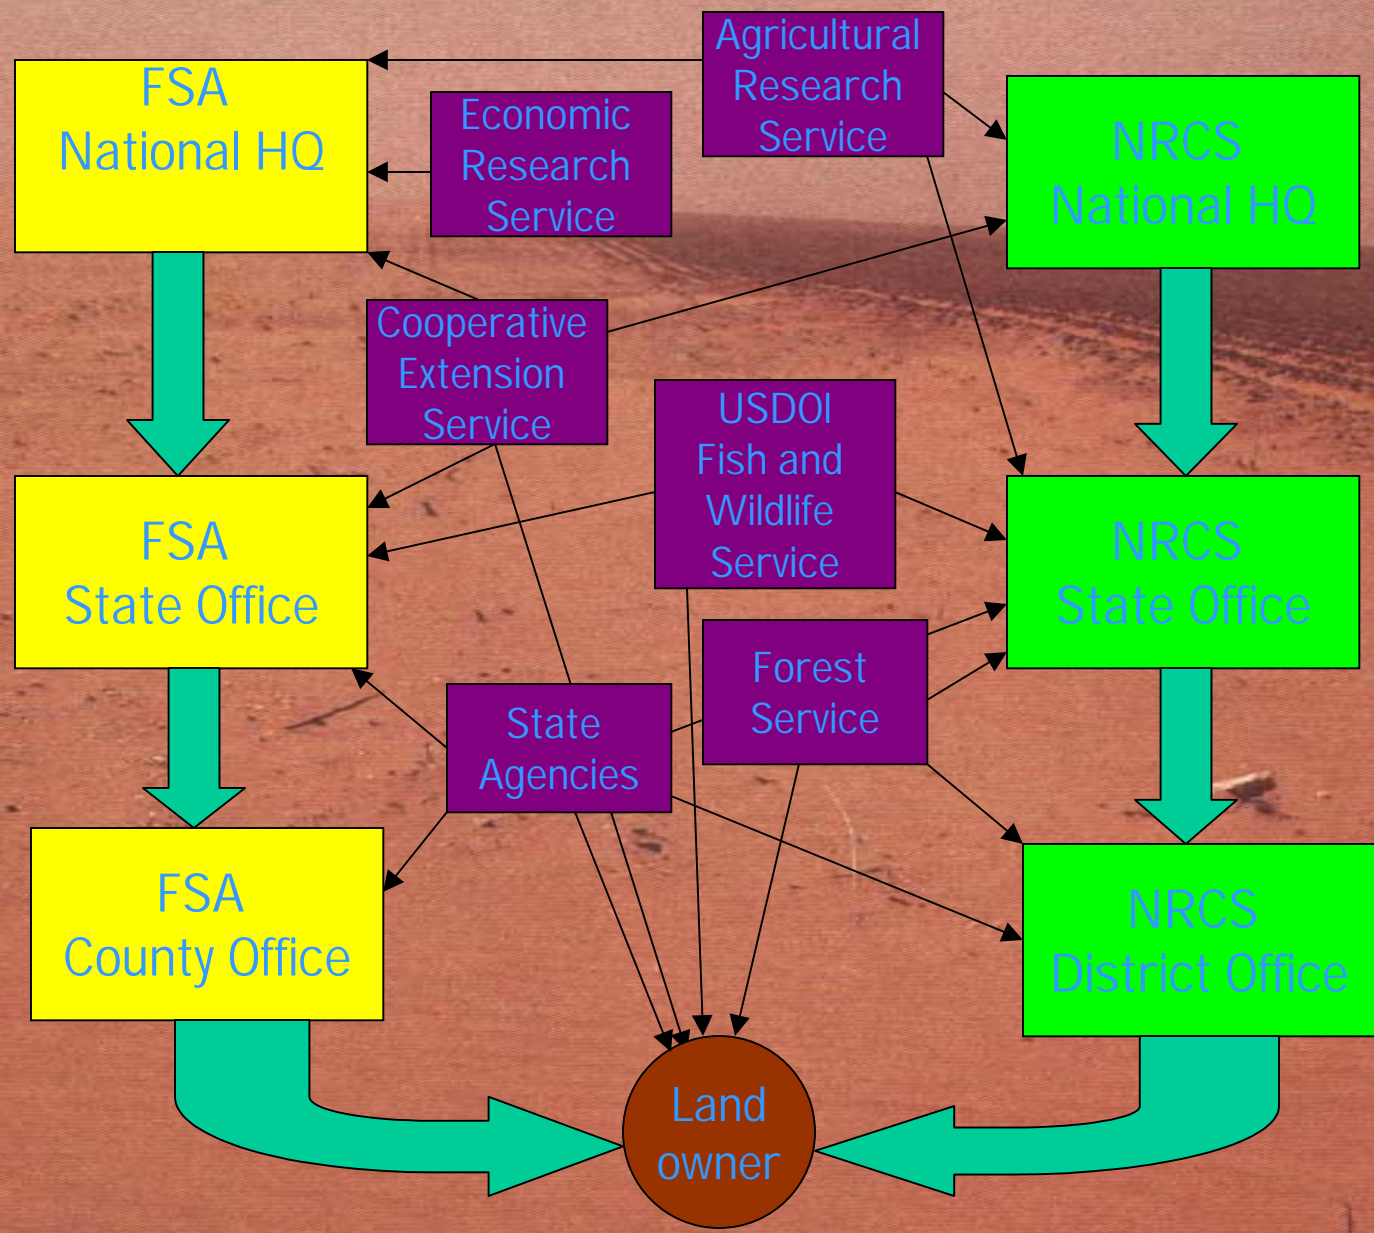 FSA
National HQ
Economic
Research
Service
Agricultural
Research
Service
NRCS
National HQ
Cooperative
Extension
Service
USDOI
Fish and
Wildlife
Service
FSA
State Office
NRCS
State Office
Forest
Service
State
Agencies
FSA
County Office
NRCS
District Office
Land
owner